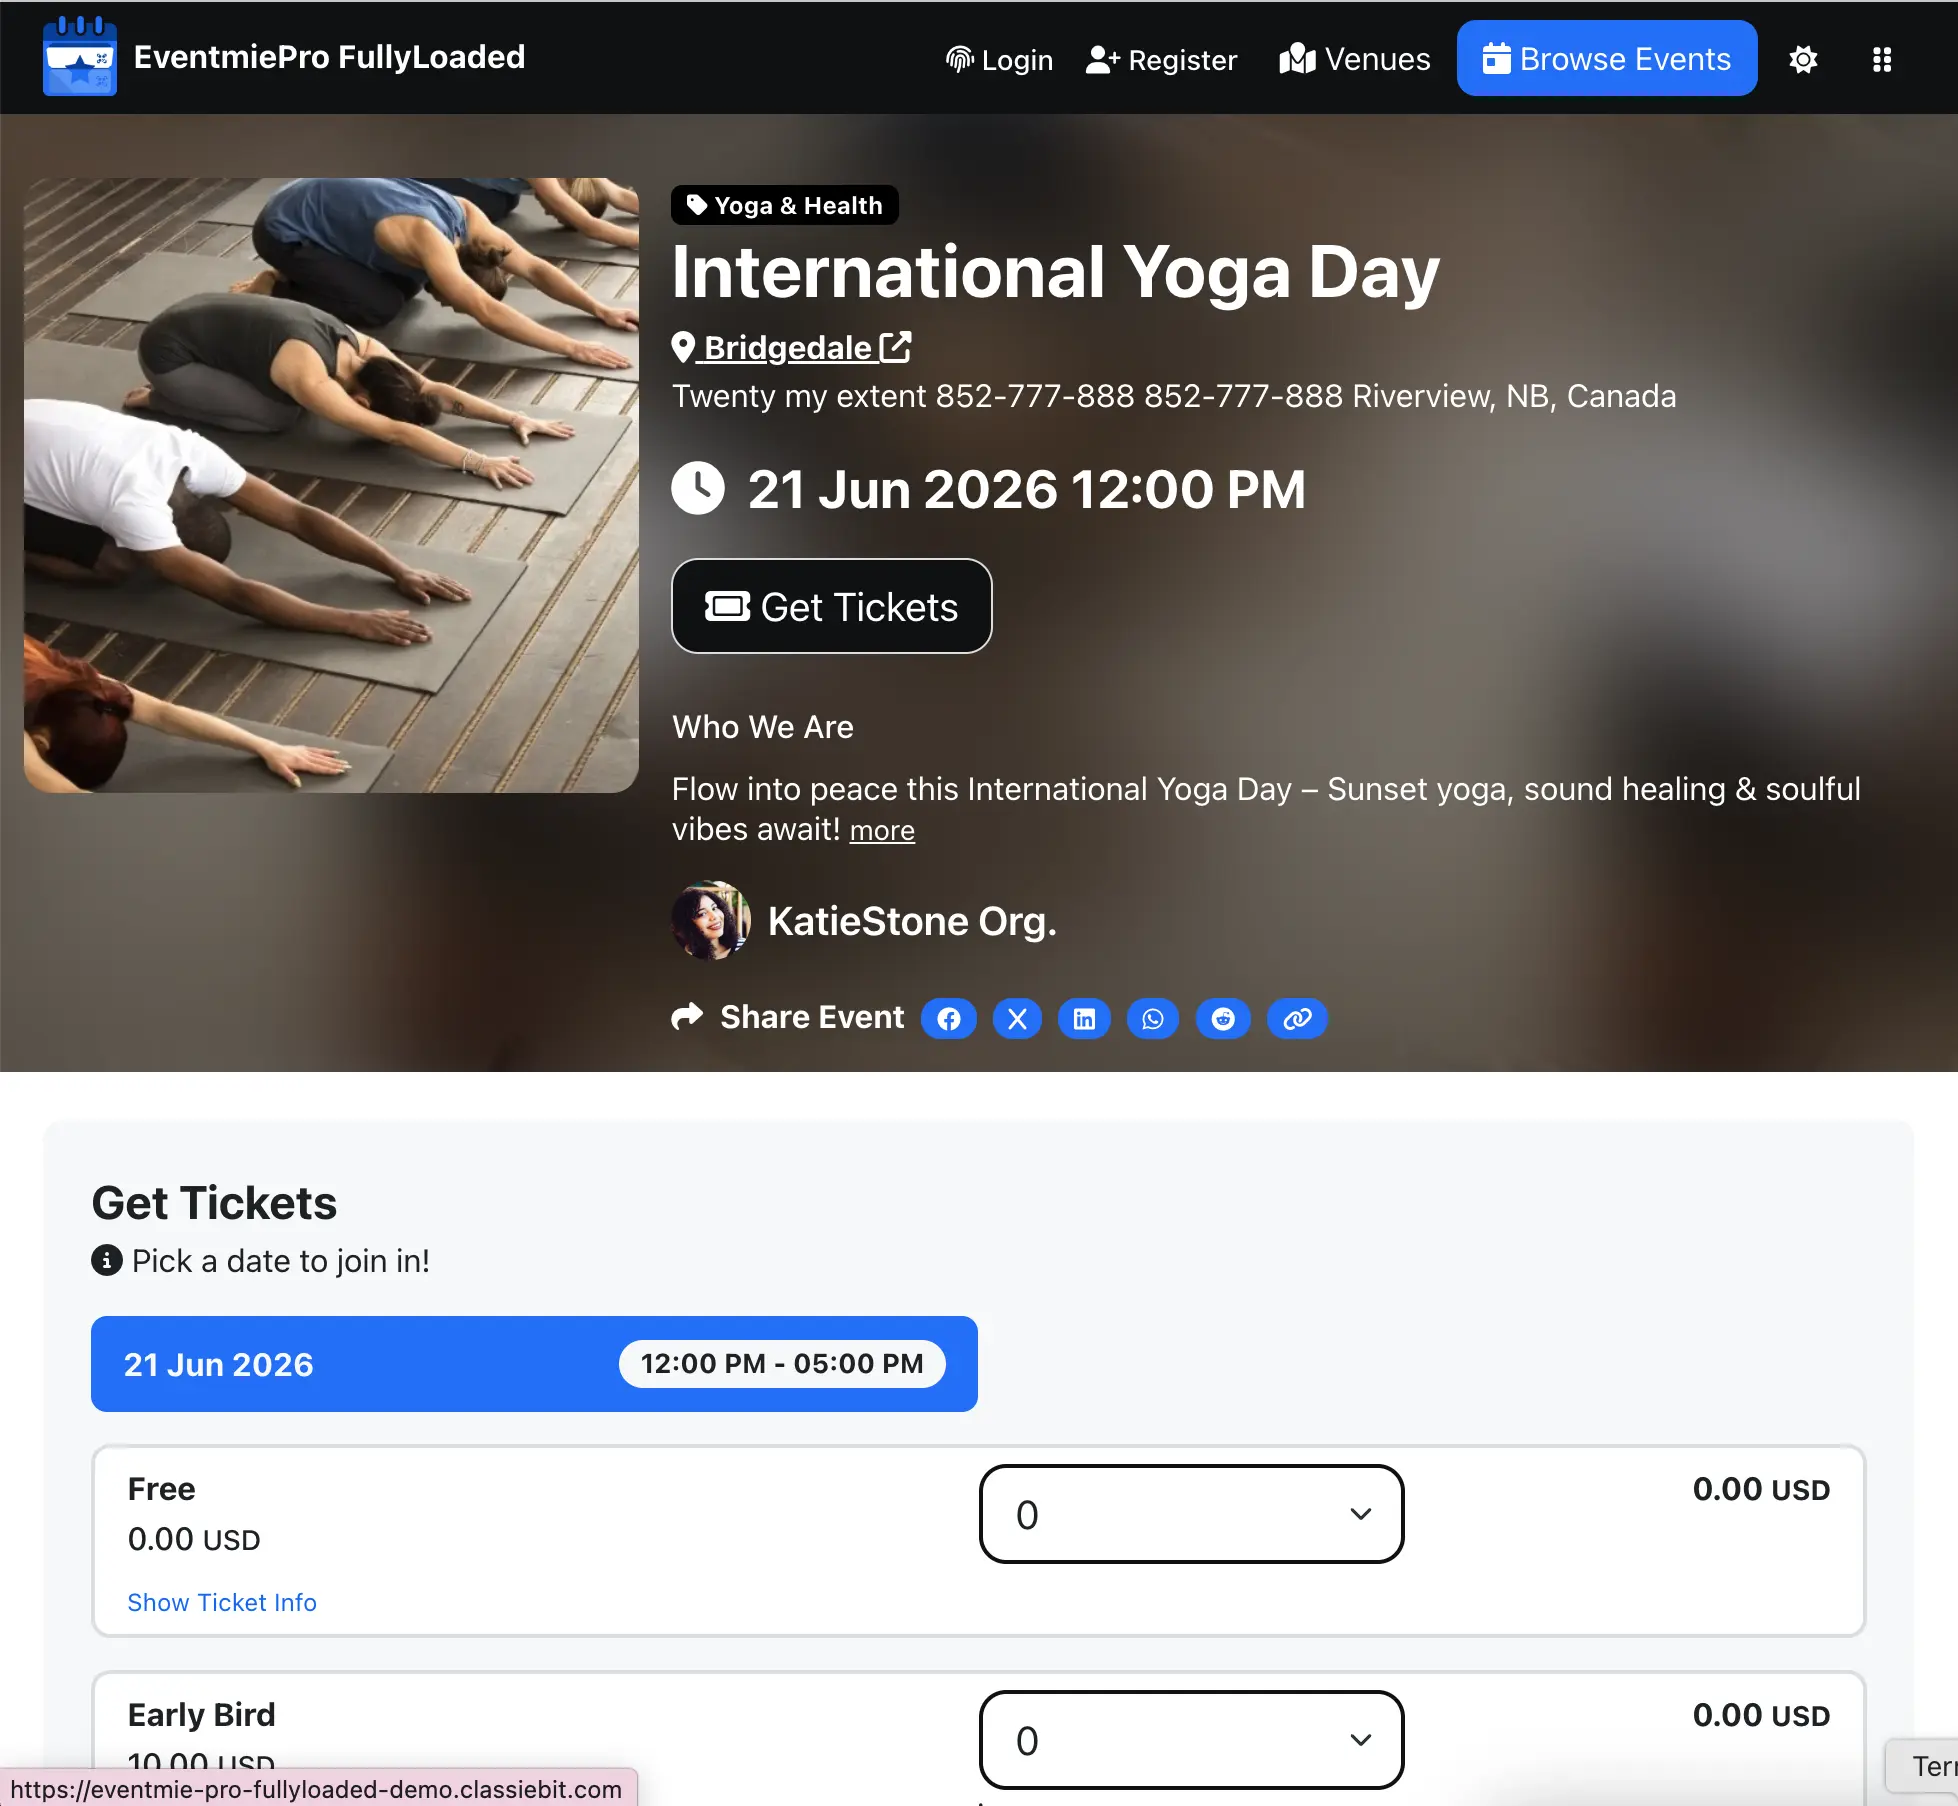 EventmiePro FullyLoaded
Login
Register
Venues
Browse Events
Yoga & Health
International Yoga Day
Bridgedale
Twenty my extent 852-777-888 852-777-888 Riverview, NB, Canada
21 Jun 2026 12:00 PM
Get Tickets
Who We Are
Flow into peace this International Yoga Day – Sunset yoga, sound healing & soulful
vibes await! more
KatieStone Org.
Share Event
Get Tickets
Pick a date to join in!
21 Jun 2026
12:00 PM - 05:00 PM
Free
0
0.00 USD
0.00 USD
Show Ticket Info
Early Bird
0
0.00 USD
10.00 USD
https://eventmie-pro-fullyloaded-demo.classiebit.com